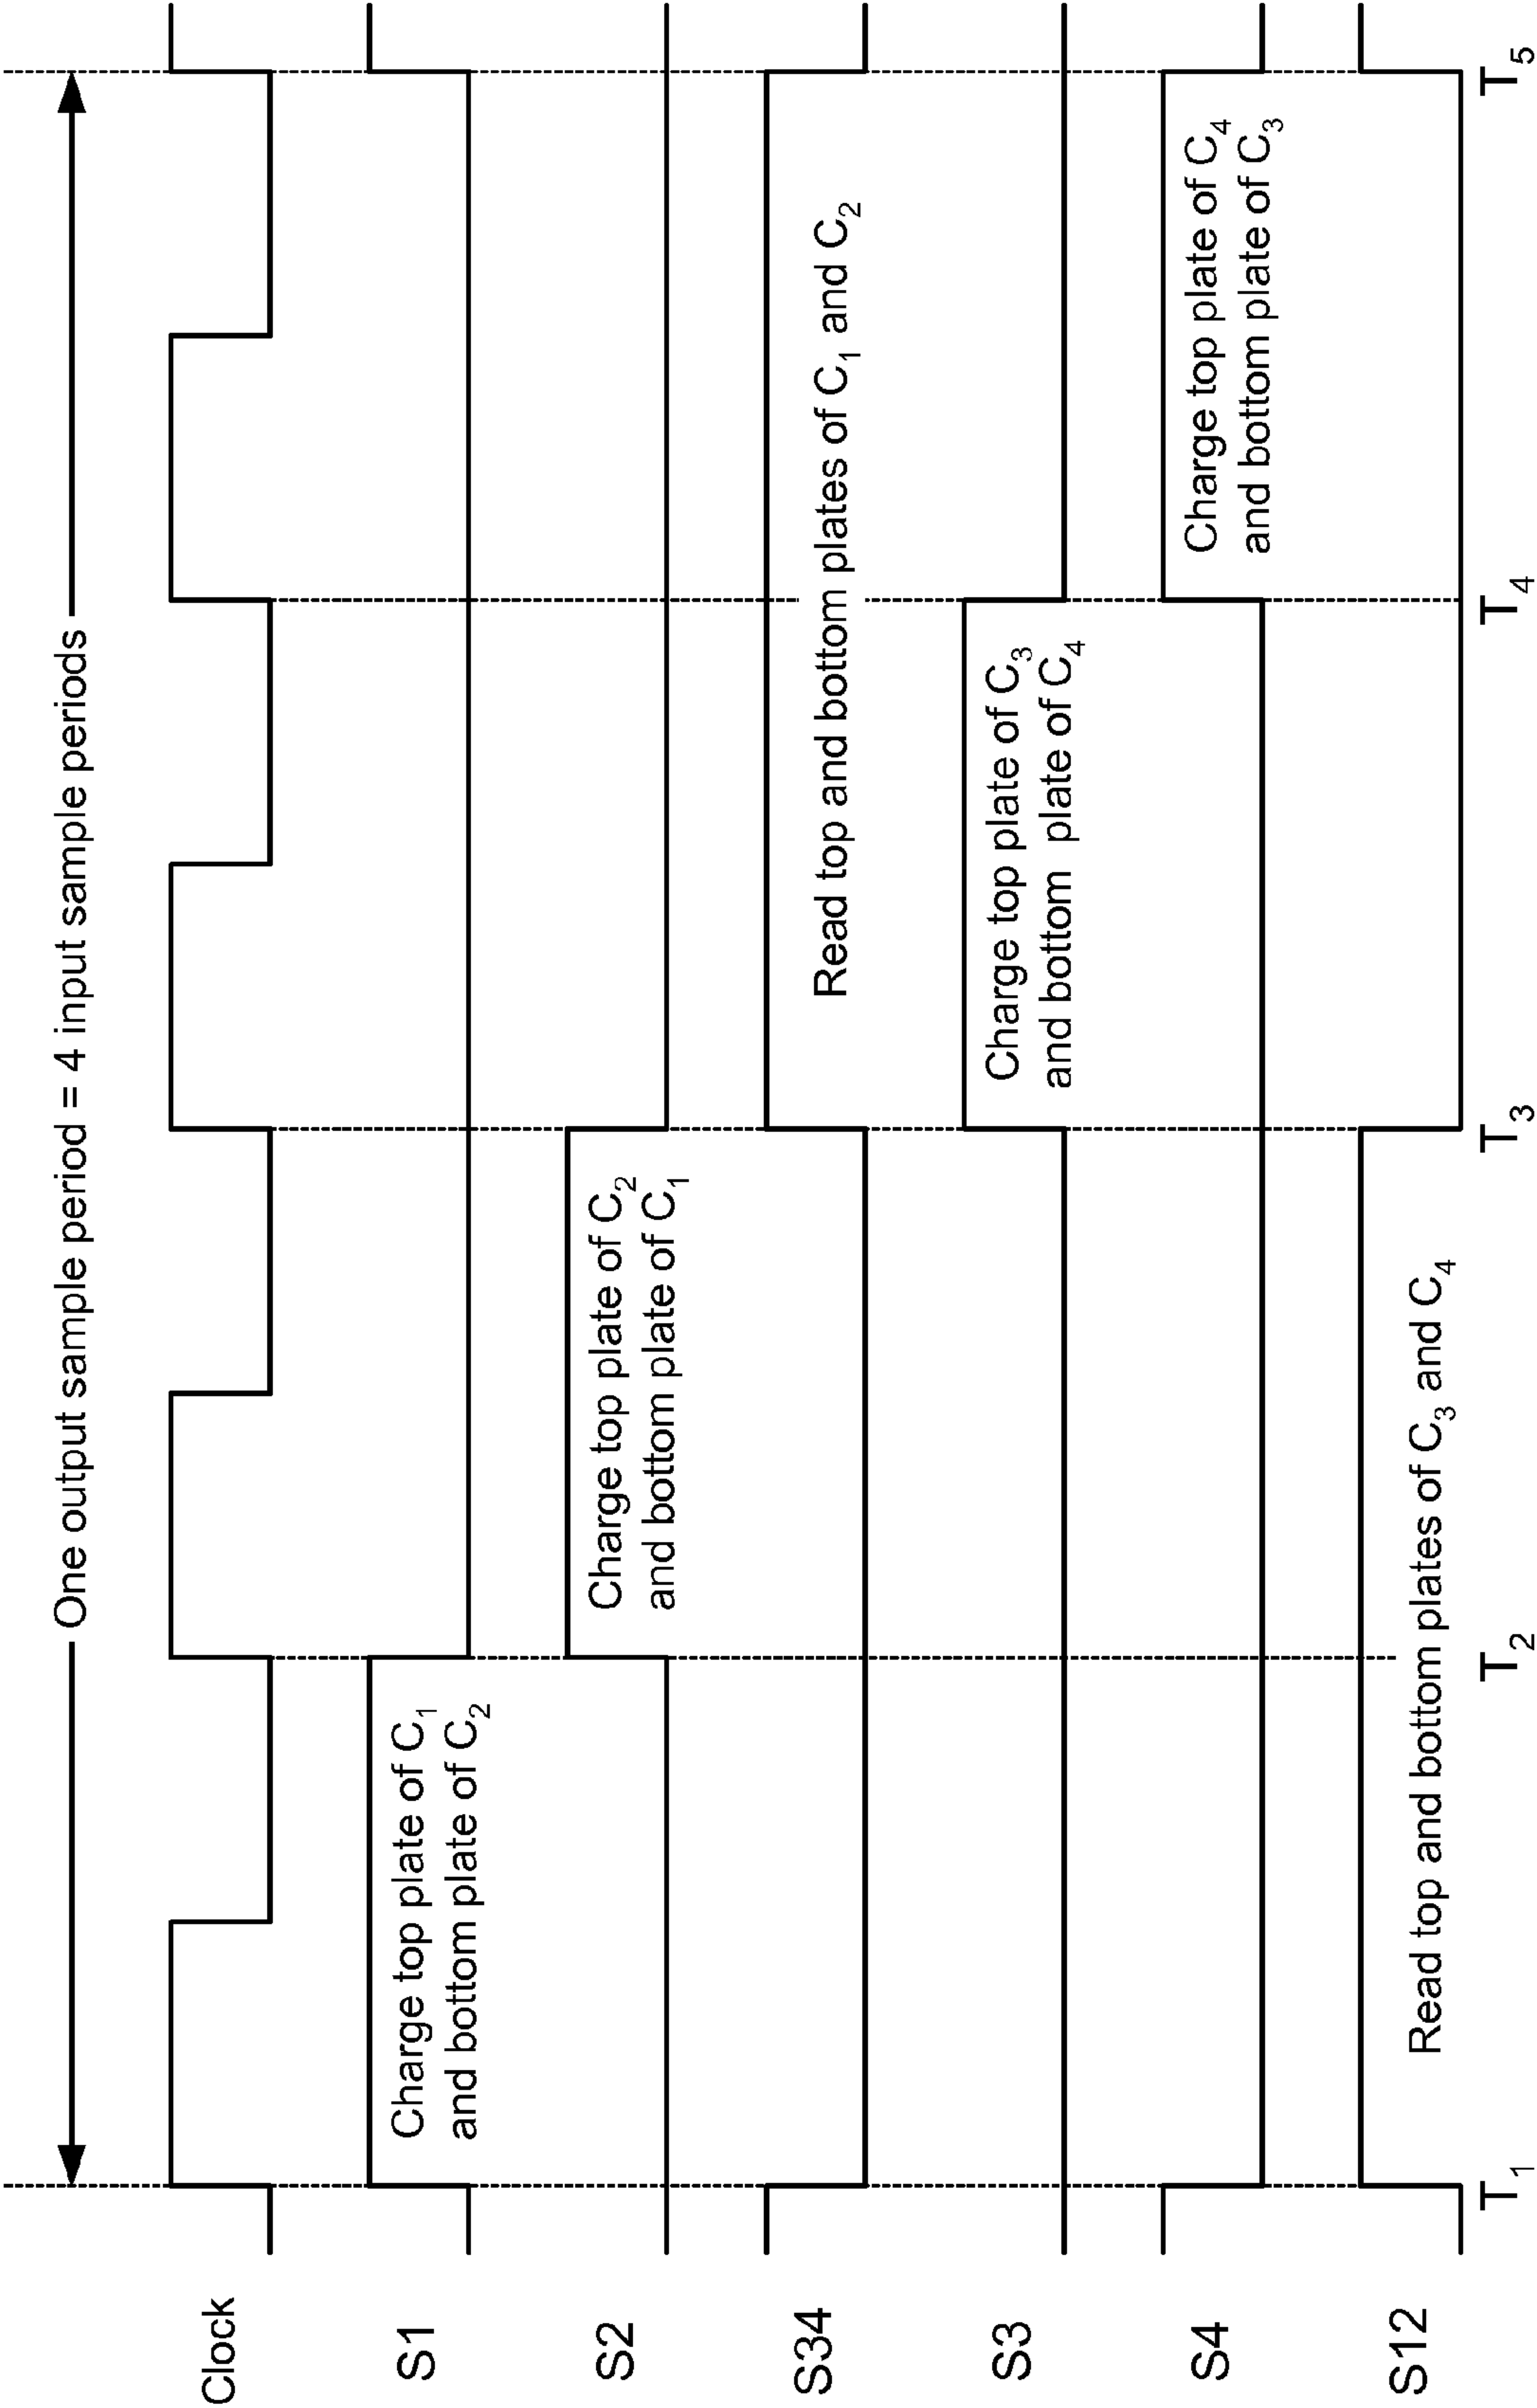 One output sample period = 4 input sample periods
Clock
S1
Charge top plate of C1
and bottom plate of C2
S2
Charge top plate of C2
and bottom plate of C1
S34
Read top and bottom plates of C1 and C2
S3
Charge top plate of C3
and bottom plate of C4
S4
Charge top plate of C4
and bottom plate of C3
S12
Read top and bottom plates of C3 and C4
T1
T2
T3
T4
T5